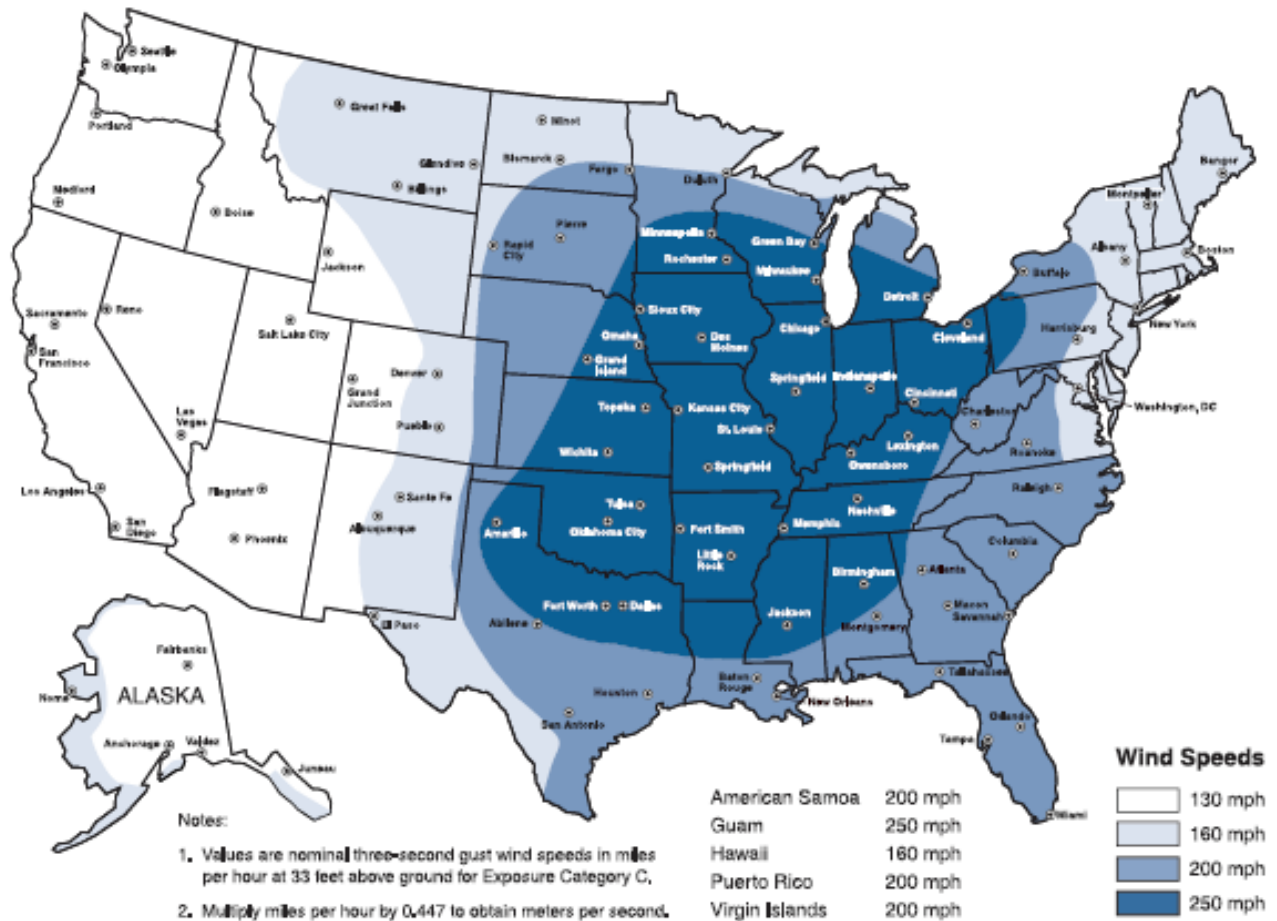 Seattle
Olympia
Portland
Medford
Boise
Great Falls
Glendive
Billings
Minot
Bismarck
Fargo
Duluth
Bangor
Montpelier
Albany
Boston
Buffalo
New York
Harrisburg
Washington, DC
Jackson
Rapid City
Pierre
Minneapolis
Rochester
Green Bay
Milwaukee
Detroit
Cleveland
Sacramento
San Francisco
Reno
Salt Lake City
Las Vegas
Los Angeles
San Diego
Denver
Grand Junction
Pueblo
Sioux City
Omaha
Grand Island
Des Moines
Chicago
Springfield
Indianapolis
Cincinnati
Charleston
Roanoke
Topeka
Kansas City
St. Louis
Wichita
Springfield
Owensboro
Lexington
Raleigh
Flagstaff
Phoenix
Santa Fe
Albuquerque
Amarillo
Tulsa
Oklahoma City
Fort Smith
Little Rock
Memphis
Nashville
Columbia
Birmingham
Atlanta
Macon
Savannah
Montgomery
Jackson
Fort Worth
Dallas
Abilene
El Paso
Houston
San Antonio
Baton Rouge
New Orleans
Tallahassee
Orlando
Tampa
Miami
Fairbanks
Nome
ALASKA
Anchorage
Valdez
Juneau
Notes:
1. Values are nominal three-second gust wind speeds in miles
per hour at 33 feet above ground for Exposure Category C.
2. Multiply miles per hour by 0.447 to obtain meters per second.
American Samoa 200 mph
Guam 250 mph
Hawaii 160 mph
Puerto Rico 200 mph
Virgin Islands 200 mph
Wind Speeds
130 mph
160 mph
200 mph
250 mph